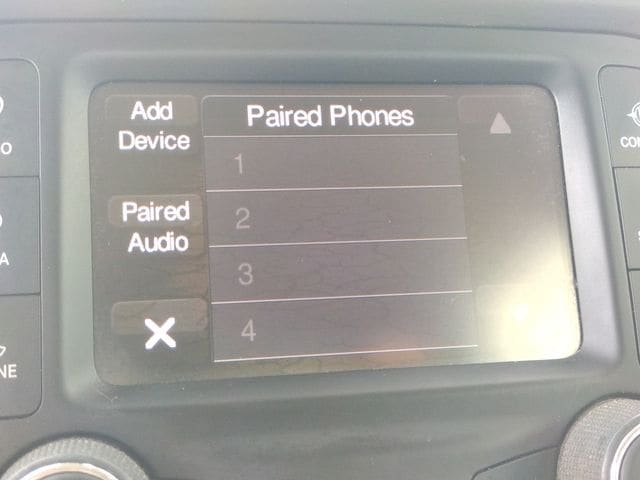 Add
Device
Paired Phones
1
2
3
4
Paired
Audio